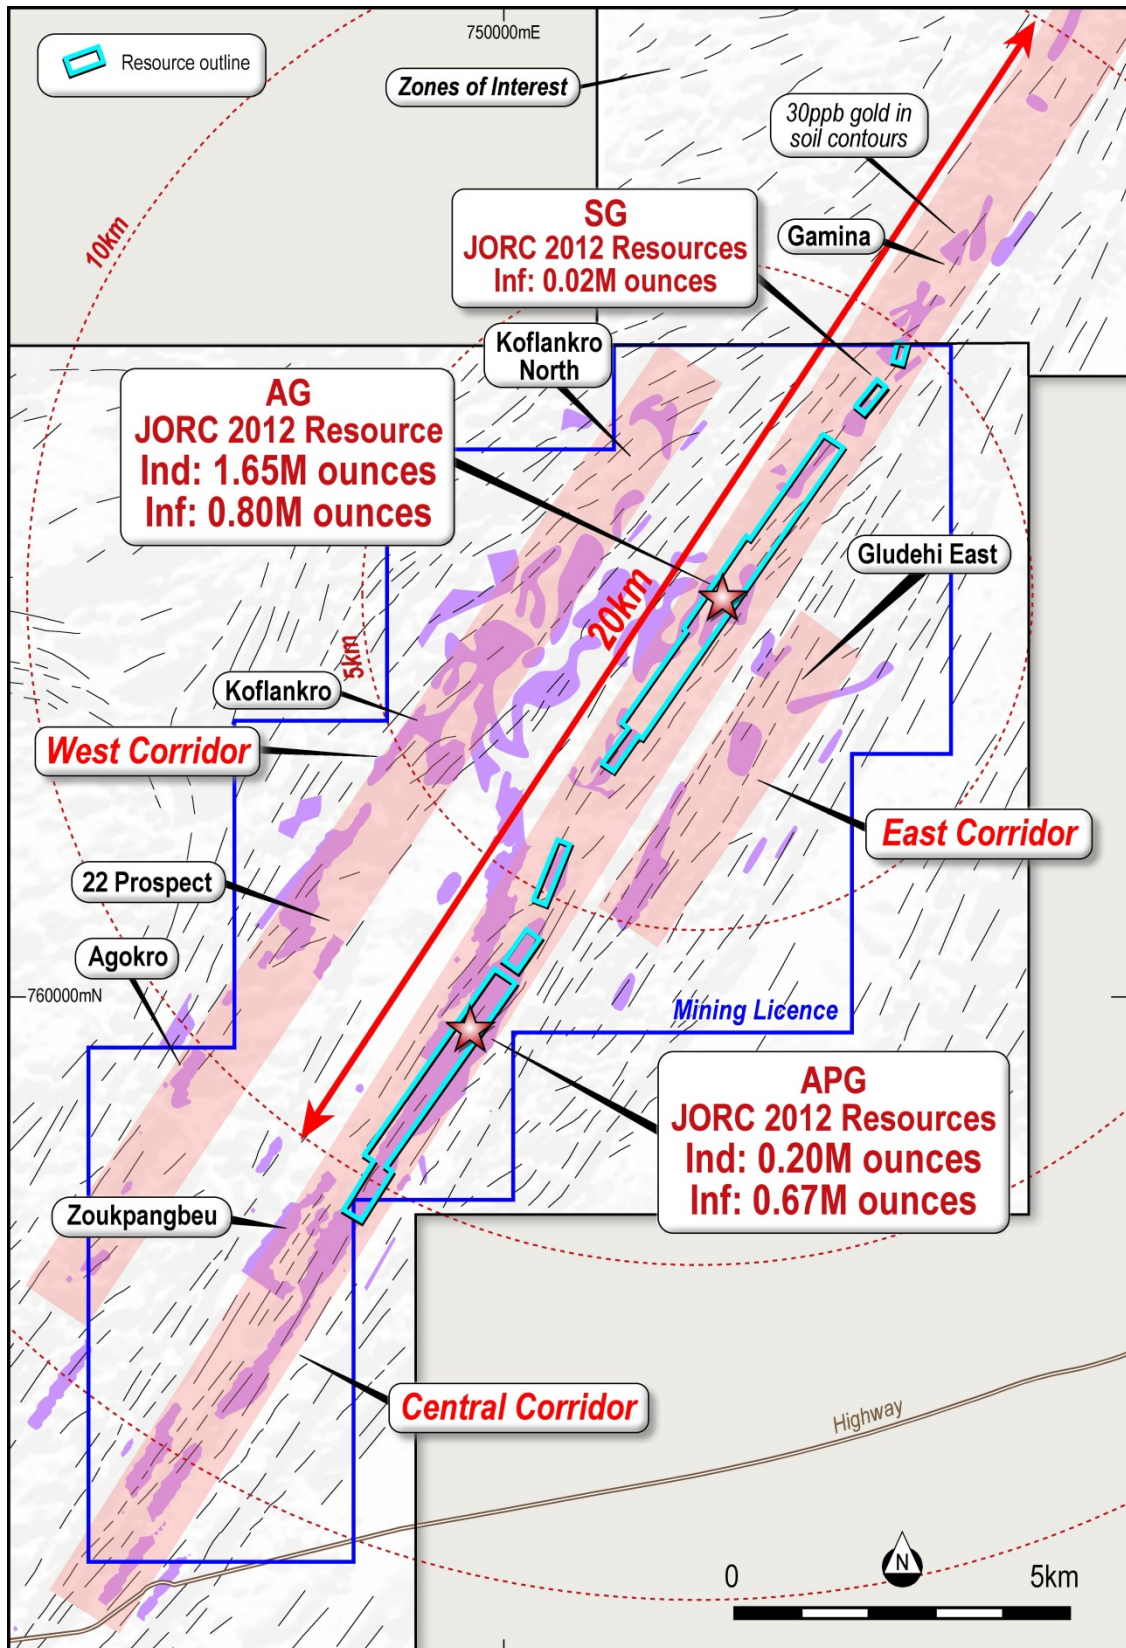 750000mE
Resource outline
Zones of Interest
30ppb gold in
soil contours
10km
SG
JORC 2012 Resources
Inf: 0.02M ounces
Gamina
Koflankro
North
AG
JORC 2012 Resource
Ind: 1.65M ounces
Inf: 0.80M ounces
Gludehi East
20km
5km
Koflankro
West Corridor
East Corridor
22 Prospect
Agokro
760000mN
Mining Licence
APG
JORC 2012 Resources
Ind: 0.20M ounces
Inf: 0.67M ounces
Zoukpangbeu
Central Corridor
Highway
N
0
5km